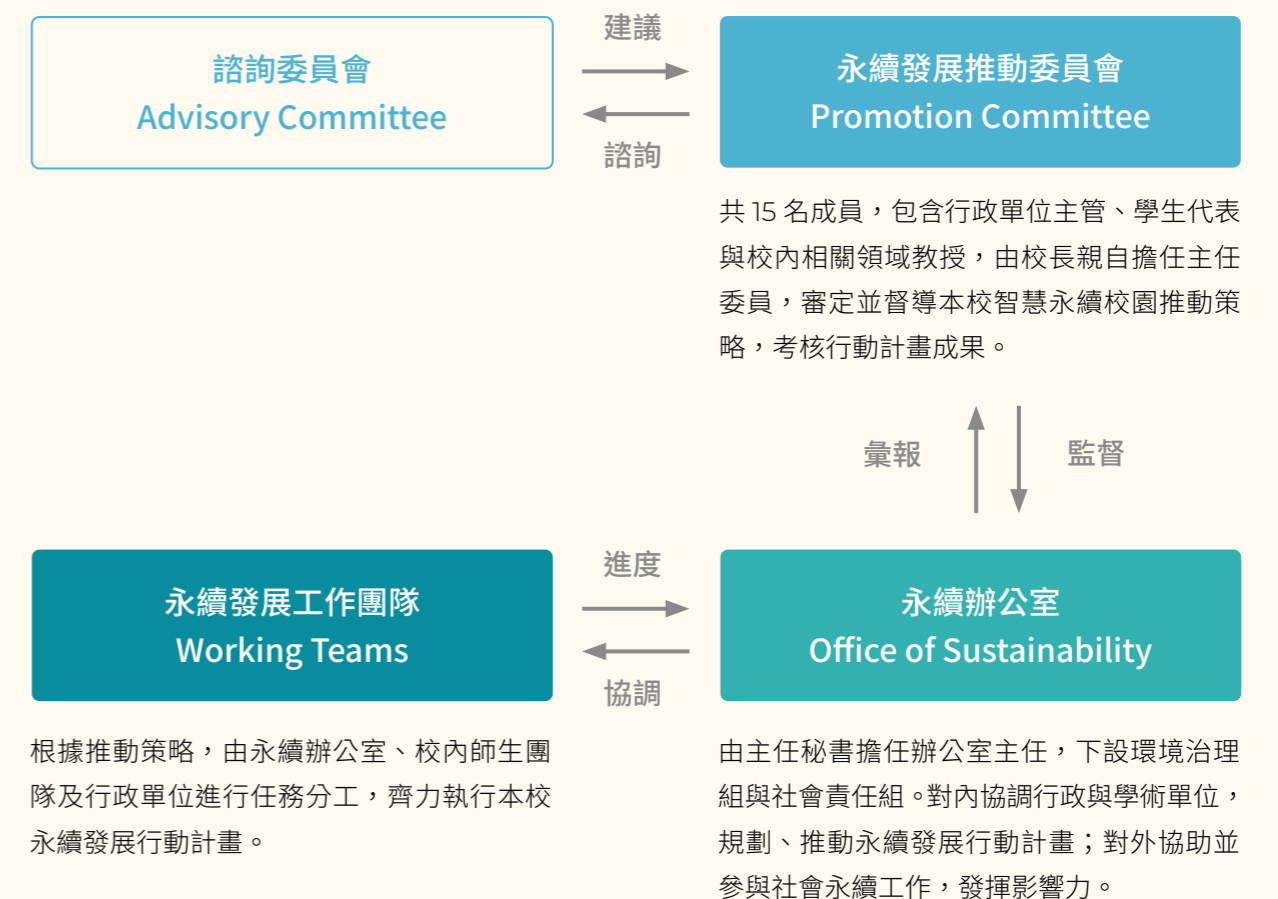 諮詢委員會
Advisory Committee
建議
諮詢
永續發展推動委員會
Promotion Committee
共 15 名成員，包含行政單位主管、學生代表
與校內相關領域教授，由校長親自擔任主任
委員，審定並督導本校智慧永續校園推動策
略，考核行動計畫成果。
彙報
監督
永續發展工作團隊
Working Teams
進度
協調
永續辦公室
Office of Sustainability
根據推動策略，由永續辦公室、校內師生團
隊及行政單位進行任務分工，齊力執行本校
永續發展行動計畫。
由主任秘書擔任辦公室主任，下設環境治理
組與社會責任組。對內協調行政與學術單位，
規劃、推動永續發展行動計畫；對外協助並
參與社會永續工作，發揮影響力。